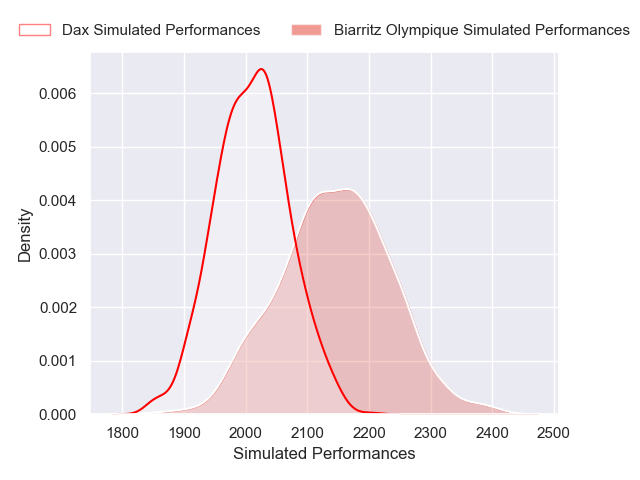 Dax Simulated Performances
Biarritz Olympique Simulated Performances
Density
0.006
0.005
0.004
0.003
0.002
0.001
0.000
1800 1900 2000 2100 2200 2300 2400 2500
Simulated Performances